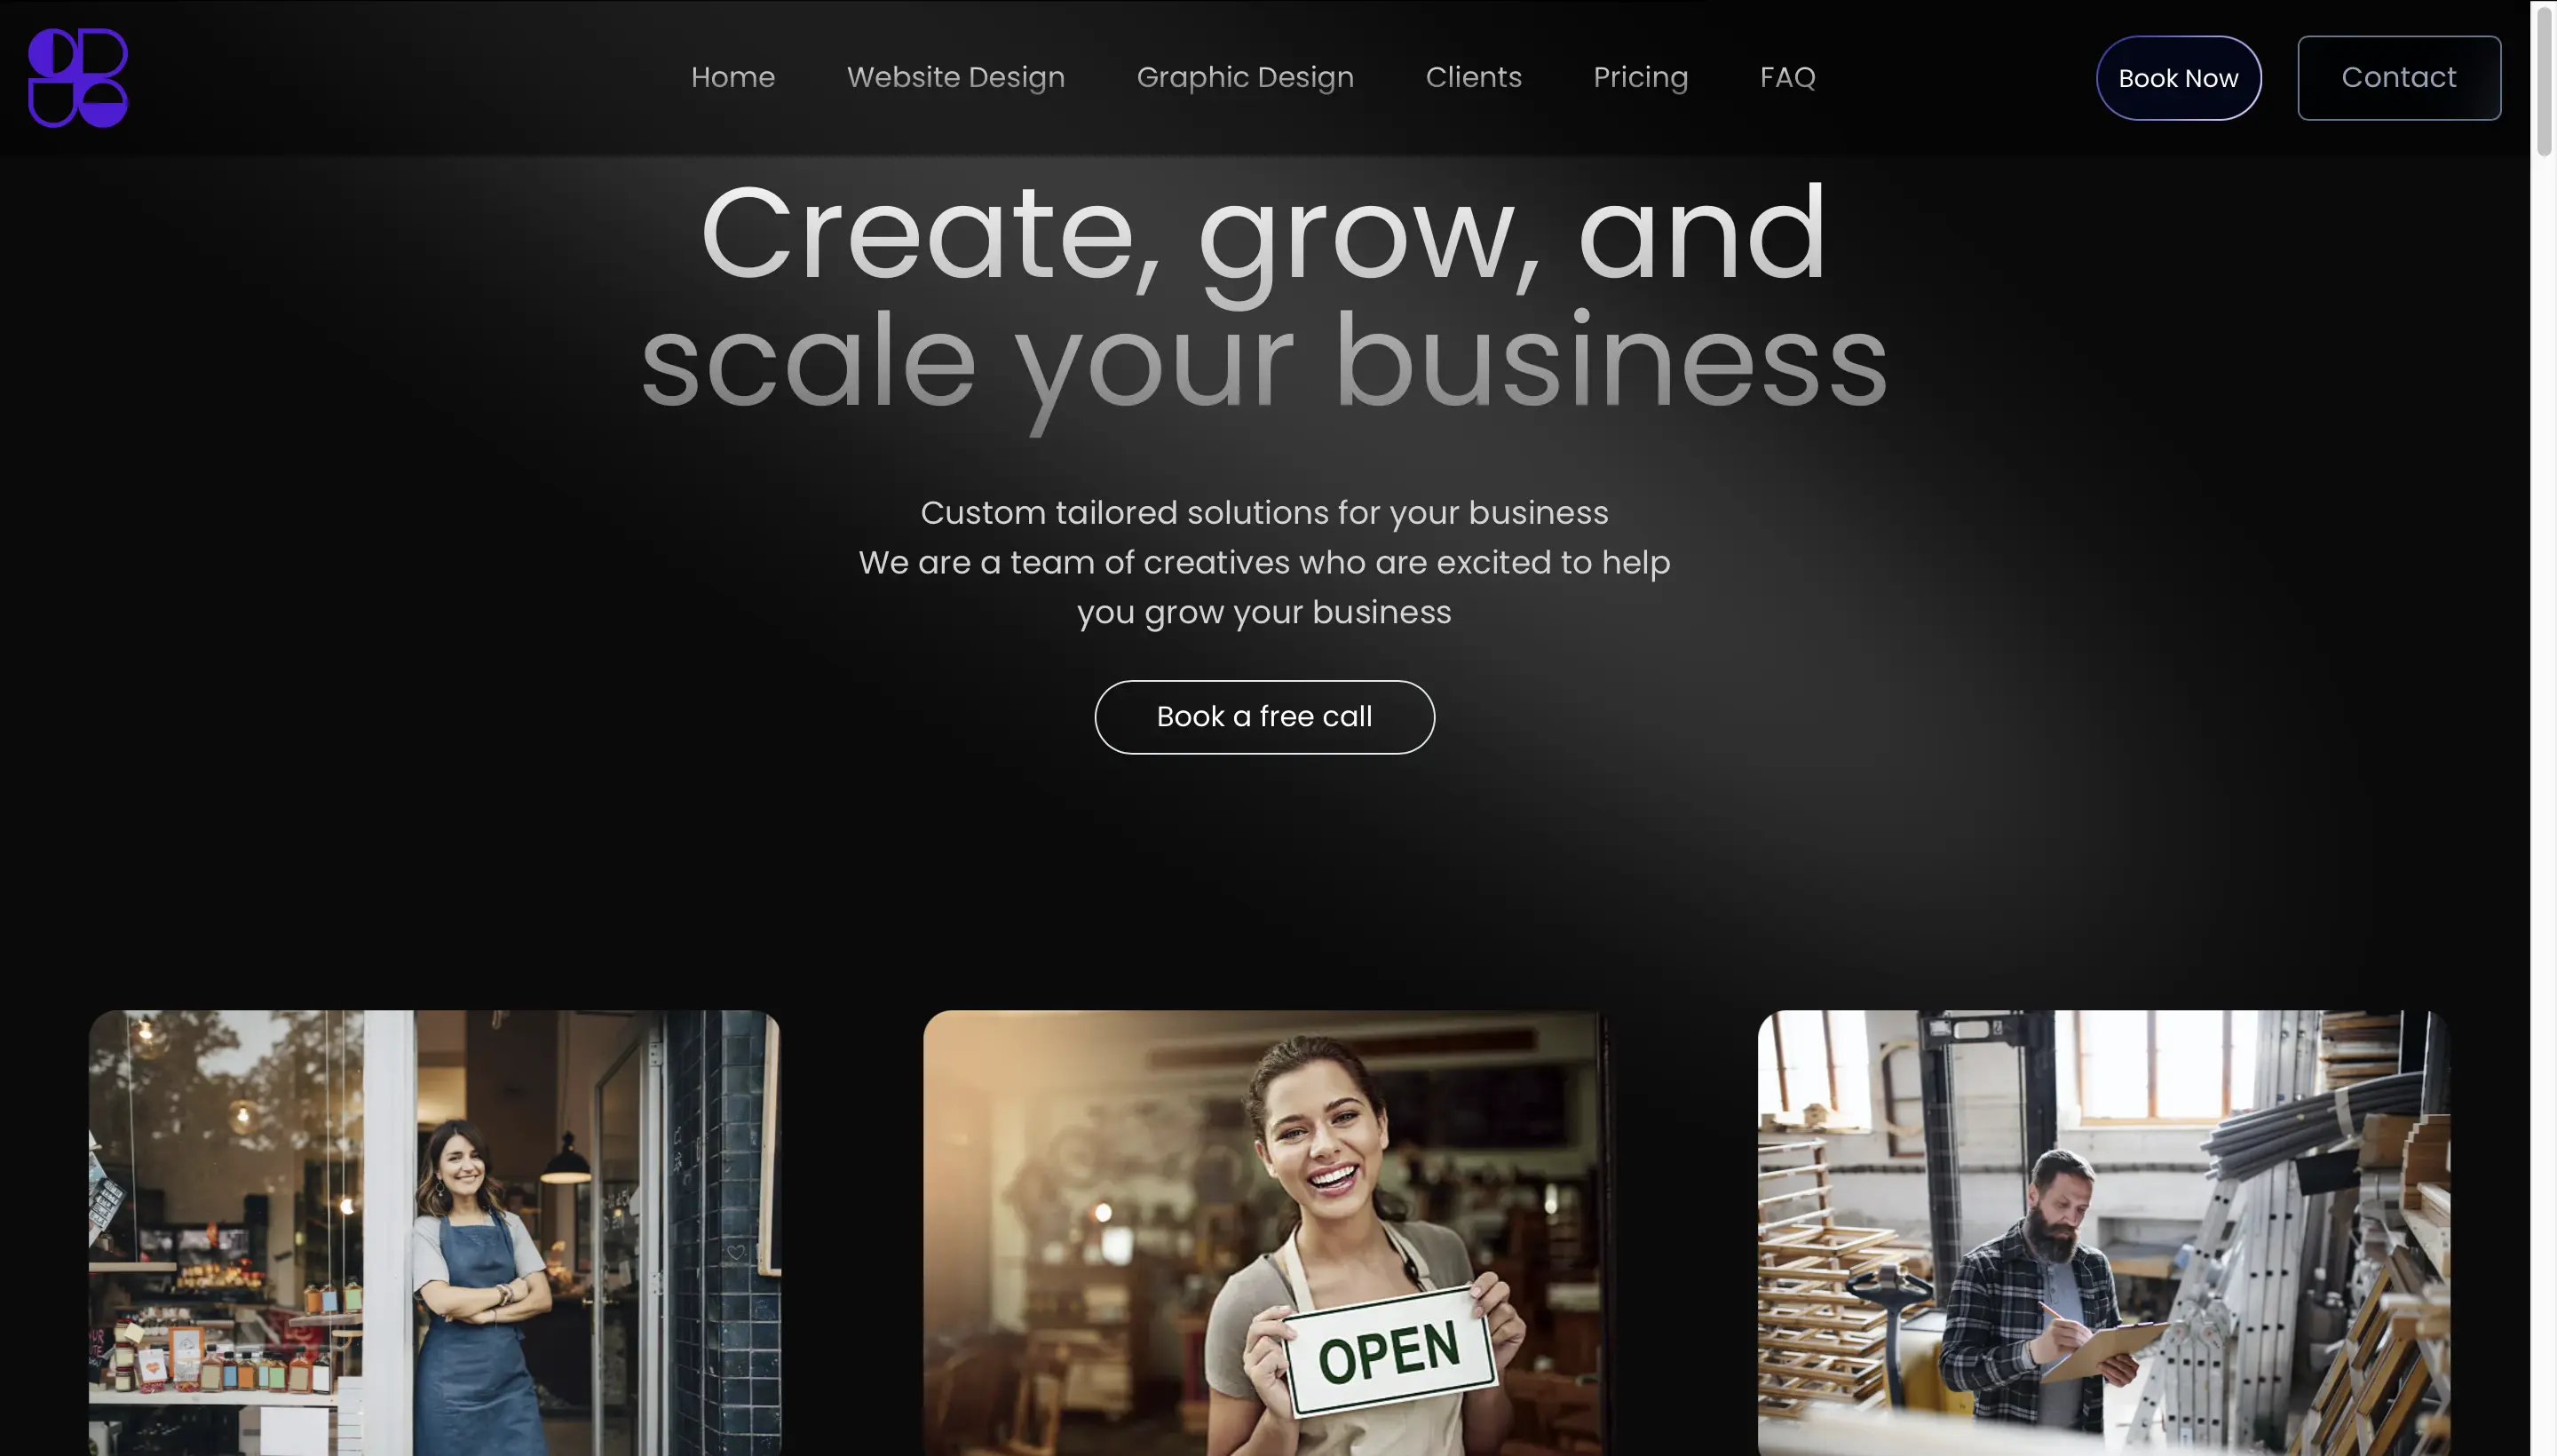 Home
Website Design
Graphic Design
Clients
Pricing
FAQ
Book Now
Contact
Create, grow, and
scale your business
Custom tailored solutions for your business
We are a team of creatives who are excited to help
you grow your business
Book a free call
OPEN